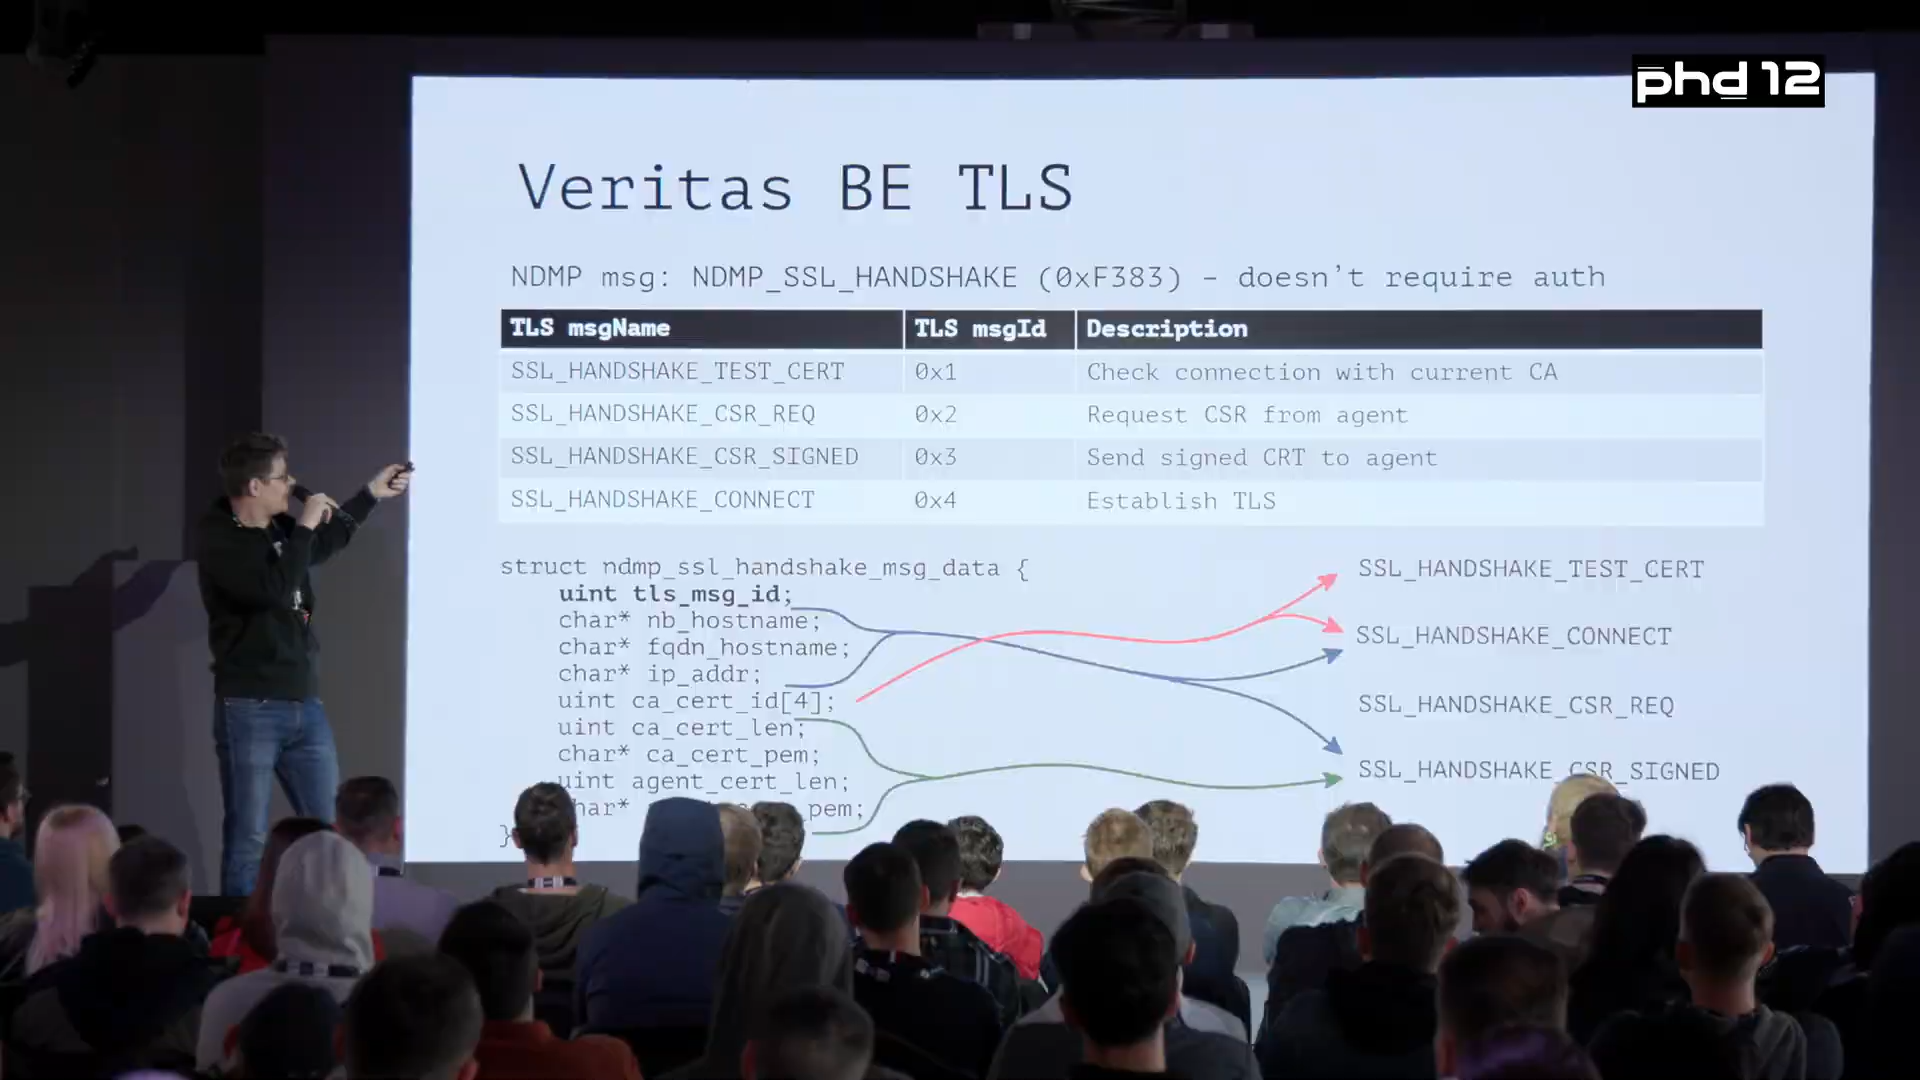 phd 12
Veritas BE TLS
NDMP msg: NDMP_SSL_HANDSHAKE (0xF383) – doesn't require auth
TLS msgName TLS msgId Description
SSL_HANDSHAKE_TEST_CERT 0x1 Check connection with current CA
SSL_HANDSHAKE_CSR_REQ 0x2 Request CSR from agent
SSL_HANDSHAKE_CSR_SIGNED 0x3 Send signed CRT to agent
SSL_HANDSHAKE_CONNECT 0x4 Establish TLS
struct ndmp_ssl_handshake_msg_data {
uint tls_msg_id;
char* nb_hostname;
char* fqdn_hostname;
char* ip_addr;
uint ca_cert_id[4];
uint ca_cert_len;
char* ca_cert_pem;
uint agent_cert_len;
char* pem;
}
SSL_HANDSHAKE_TEST_CERT
SSL_HANDSHAKE_CONNECT
SSL_HANDSHAKE_CSR_REQ
SSL_HANDSHAKE_CSR_SIGNED